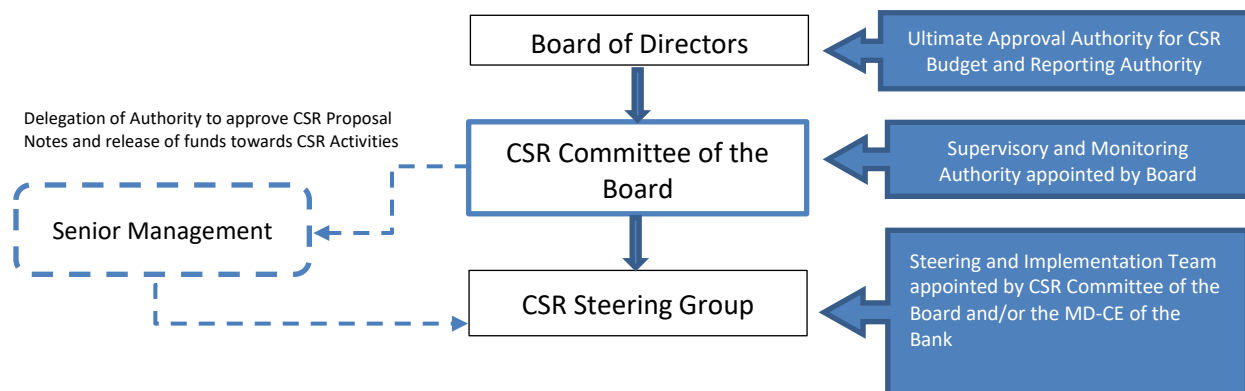 Board of Directors
Ultimate Approval Authority for CSR
Budget and Reporting Authority
Delegation of Authority to approve CSR Proposal
Notes and release of funds towards CSR Activities
CSR Committee of the
Board
Supervisory and Monitoring
Authority appointed by Board
Senior Management
CSR Steering Group
Steering and Implementation Team
appointed by CSR Committee of the
Board and/or the MD-CE of the
Bank